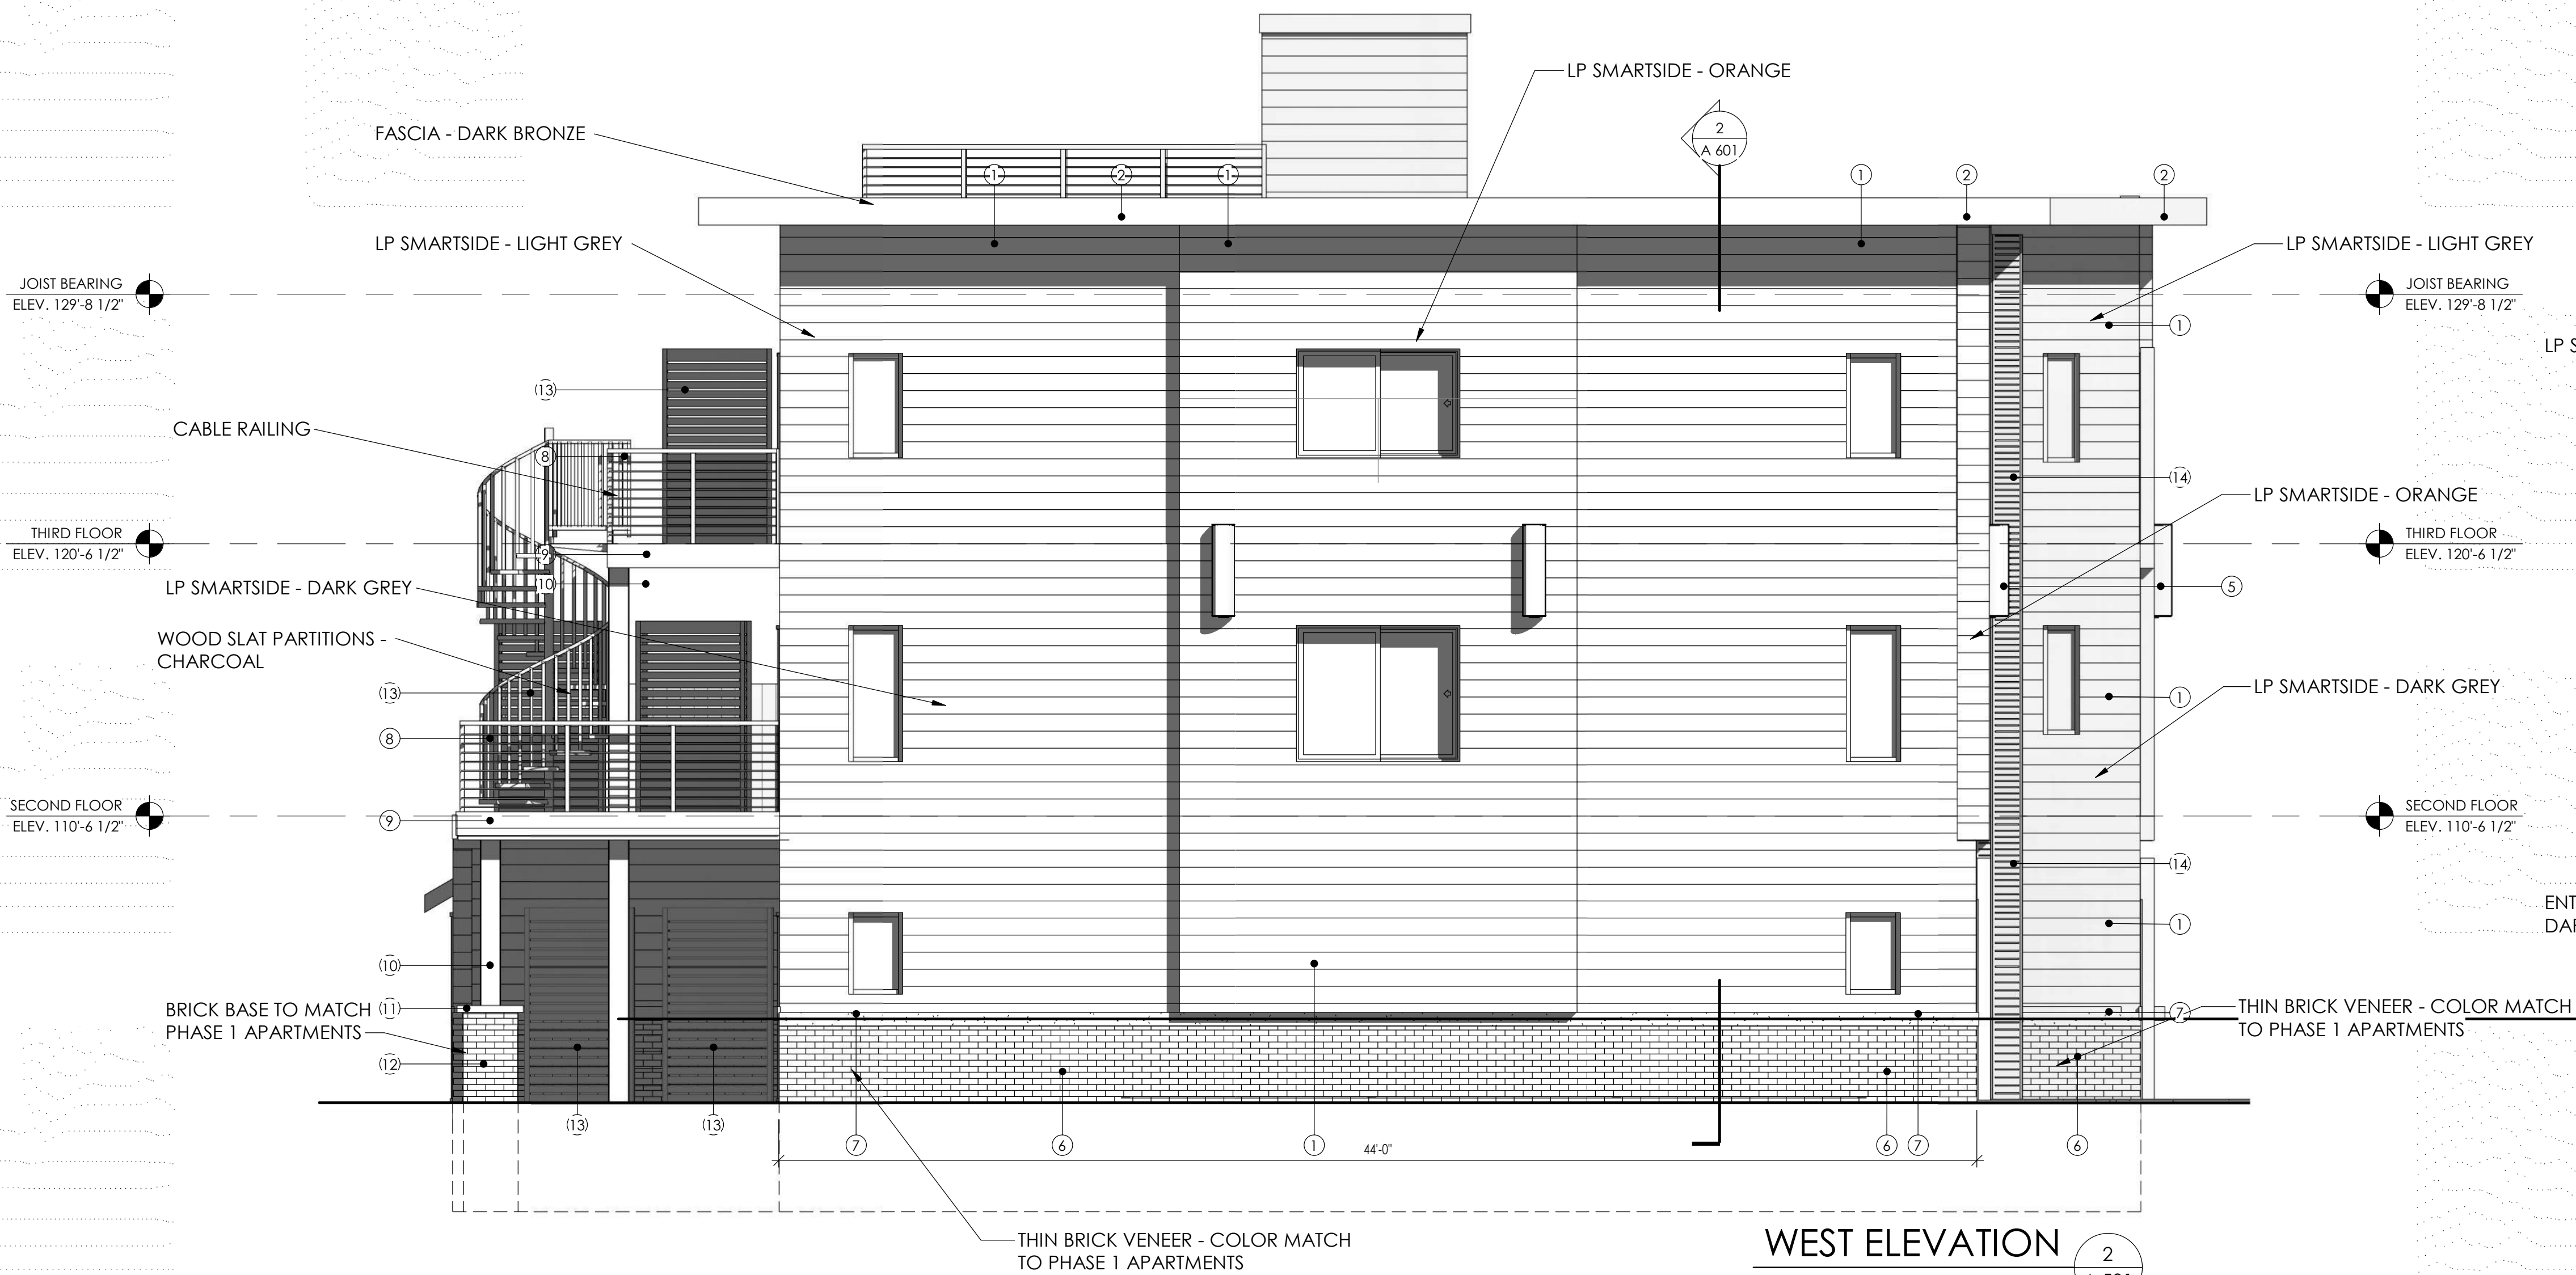 LP SMARTSIDE - ORANGE
2
A 601
FASCIA - DARK BRONZE
1
2
1
1
2
2
LP SMARTSIDE - LIGHT GREY
LP SMARTSIDE - LIGHT GREY
JOIST BEARING
ELEV. 129'-8 1/2"
JOIST BEARING
ELEV. 129'-8 1/2"
1
LP S
13
CABLE RAILING
8
14
LP SMARTSIDE - ORANGE
THIRD FLOOR
ELEV. 120'-6 1/2"
THIRD FLOOR
ELEV. 120'-6 1/2"
9
10
5
LP SMARTSIDE - DARK GREY
WOOD SLAT PARTITIONS -
CHARCOAL
13
1
LP SMARTSIDE - DARK GREY
8
SECOND FLOOR
ELEV. 110'-6 1/2"
9
SECOND FLOOR
ELEV. 110'-6 1/2"
14
ENT
DAR
1
10
BRICK BASE TO MATCH
PHASE 1 APARTMENTS
11
7
THIN BRICK VENEER - COLOR MATCH
TO PHASE 1 APARTMENTS
12
13
13
7
6
1
44'-0"
6
7
6
THIN BRICK VENEER - COLOR MATCH
TO PHASE 1 APARTMENTS
WEST ELEVATION
2